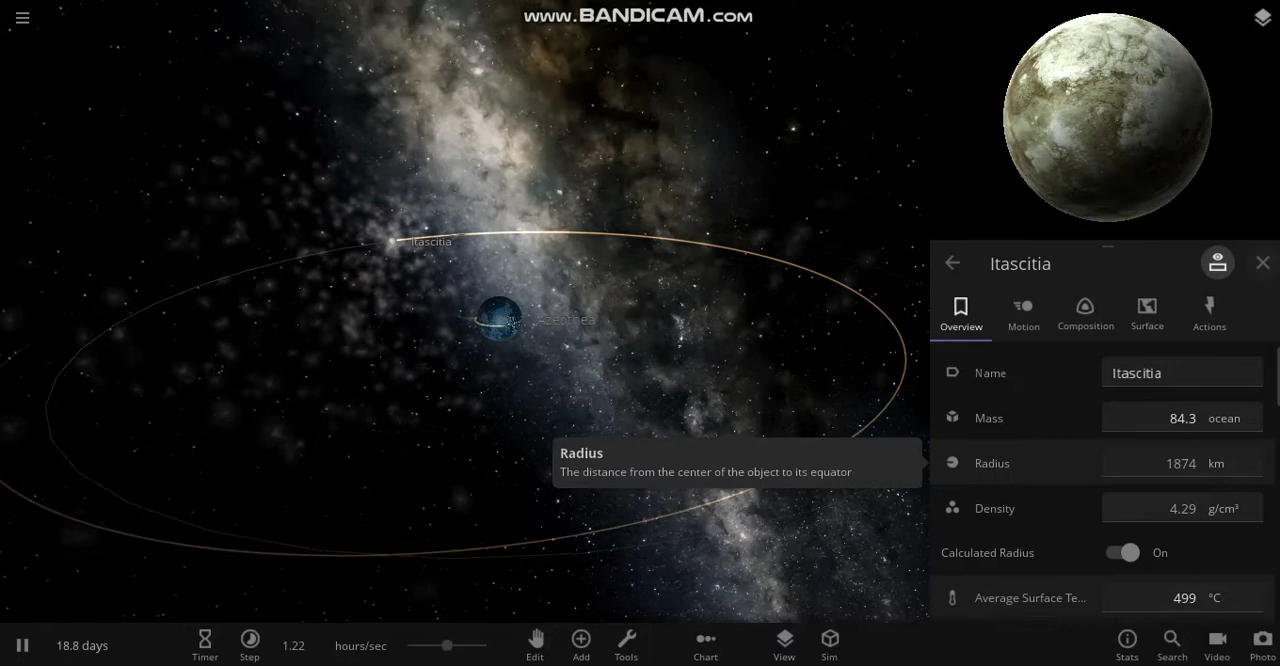 www.BANDICAM.com
Itascitia
Itascitia
Overview
Motion
Composition
Surface
Actions
Name Itascitia
Mass 84.3 ocean
Radius
The distance from the center of the object to its equator
Radius 1874 km
Density 4.29 g/cm³
Calculated Radius On
Average Surface Te... 499 °C
18.8 days
Timer
Step
1.22 hours/sec
Edit
Add
Tools
Chart
View
Sim
Stats
Search
Video
Photo